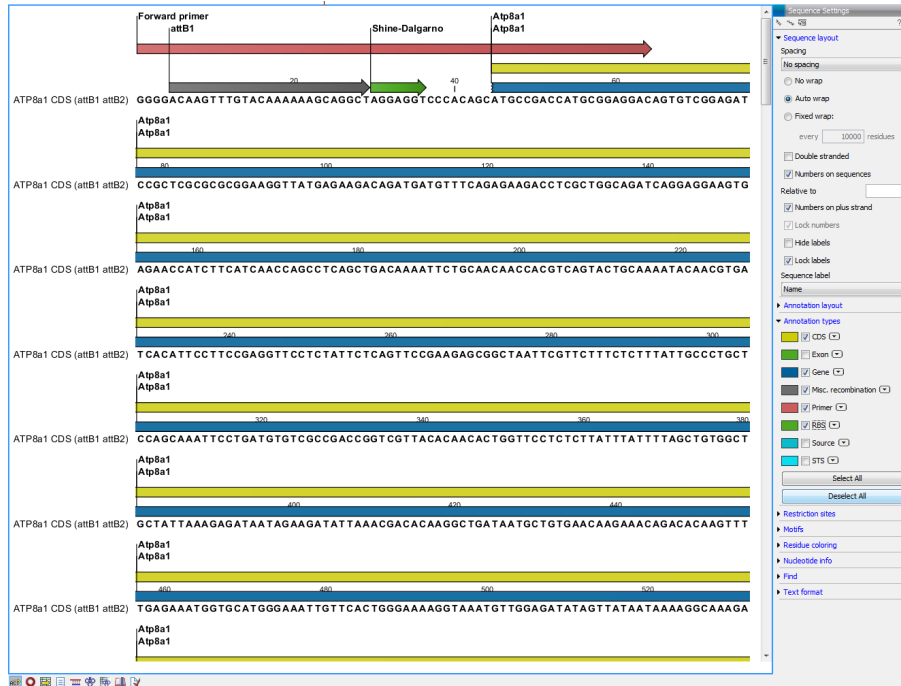 Forward primer
attB1
Shine-Dalgarno
Atp8a1
Atp8a1
20
40
60
ATP8a1 CDS (attB1 attB2) GGGGACAAGTTTGTACAAAAAAGCAGGCTAGGAGGTCCCACAGCATGCCGACCATGCGGAGGACAGTGTCGGAGAT
Atp8a1
Atp8a1
80 100 120 140
ATP8a1 CDS (attB1 attB2) CCGCTCGCGCGCGGAAGGTTATGAGAAGACAGATGATGTTTCAGAGAAGACCTCGCTGGCAGATCAGGAGGAAGTG
Atp8a1
Atp8a1
160 180 200 220
ATP8a1 CDS (attB1 attB2) AGAACCATCTTCATCAACCAGCCTCAGCTGACAAAATTCTGCAACAACCACGTCAGTACTGCAAAATACAACGTGA
Atp8a1
Atp8a1
240 260 280 300
ATP8a1 CDS (attB1 attB2) TCACATTCCTTCCGAGGTTCCTCTATTCTCAGTTCCGAAGAGCGGCTAATTCGTTCTTTCTCTTTATTGCCCTGCT
Atp8a1
Atp8a1
320 340 360 380
ATP8a1 CDS (attB1 attB2) CCAGCAAATTCCTGATGTGTCGCCGACCGGTCGTTACACAACACTGGTTCCTCTCTTATTTATTTTAGCTGTGGCT
Atp8a1
Atp8a1
400 420 440
ATP8a1 CDS (attB1 attB2) GCTATTAAAGAGATAATAGAAGATATTAAACGACACAAGGCTGATAATGCTGTGAACAAGAAACAGACACAAGTTT
Atp8a1
Atp8a1
460 480 500 520
ATP8a1 CDS (attB1 attB2) TGAGAAATGGTGCATGGGAAATTGTTCACTGGGAAAAGGTAAATGTTGGAGATATAGTTATAATAAAAGGCAAAGA
Atp8a1
Atp8a1
Sequence Settings
?
Sequence layout
Spacing
No spacing
No wrap
Auto wrap
Fixed wrap:
every 10000 residues
Double stranded
Numbers on sequences
Relative to
Numbers on plus strand
Lock numbers
Hide labels
Lock labels
Sequence label
Name
Annotation layout
Annotation types
CDS
Exon
Gene
Misc. recombination
Primer
RBS
Source
STS
Select All
Deselect All
Restriction sites
Motifs
Residue coloring
Nucleotide info
Find
Text format